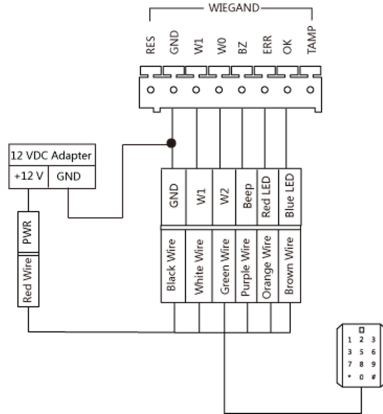 WIEGAND
RES
GND
W1
W0
BZ
ERR
OK
TAMP
12 VDC Adapter
+12 V
GND
PWR
Red Wire
GND
W1
W2
Beep
Red LED
Blue LED
Black Wire
White Wire
Green Wire
Purple Wire
Orange Wire
Brown Wire
1 2 3
3 5 6
7 8 9
* 0 #